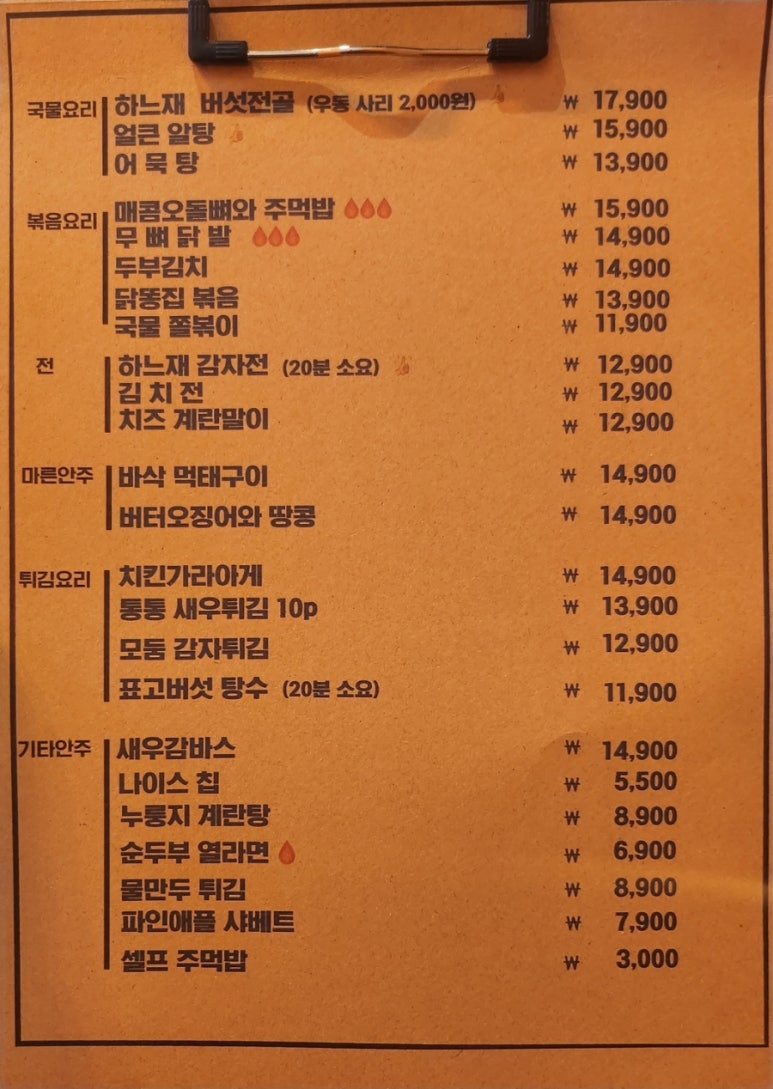 국물요리 하느재 버섯전골 (우동 사리 2,000원) ₩ 17,900
얼큰 알탕 ₩ 15,900
어 묵 탕 ₩ 13,900
볶음요리 매콤오돌뼈와 주먹밥 ₩ 15,900
무 뼈 닭 발 ₩ 14,900
두부김치 ₩ 14,900
닭똥집 볶음 ₩ 13,900
국물 쫄볶이 ₩ 11,900
전 하느재 감자전 (20분 소요) ₩ 12,900
김 치 전 ₩ 12,900
치즈 계란말이 ₩ 12,900
마른안주 바삭 먹태구이 ₩ 14,900
버터오징어와 땅콩 ₩ 14,900
튀김요리 치킨가라아게 ₩ 14,900
통통 새우튀김 10p ₩ 13,900
모둠 감자튀김 ₩ 12,900
표고버섯 탕수 (20분 소요) ₩ 11,900
기타안주 새우감바스 ₩ 14,900
나이스 칩 ₩ 5,500
누룽지 계란탕 ₩ 8,900
순두부 열라면 ₩ 6,900
물만두 튀김 ₩ 8,900
파인애플 샤베트 ₩ 7,900
셀프 주먹밥 ₩ 3,000